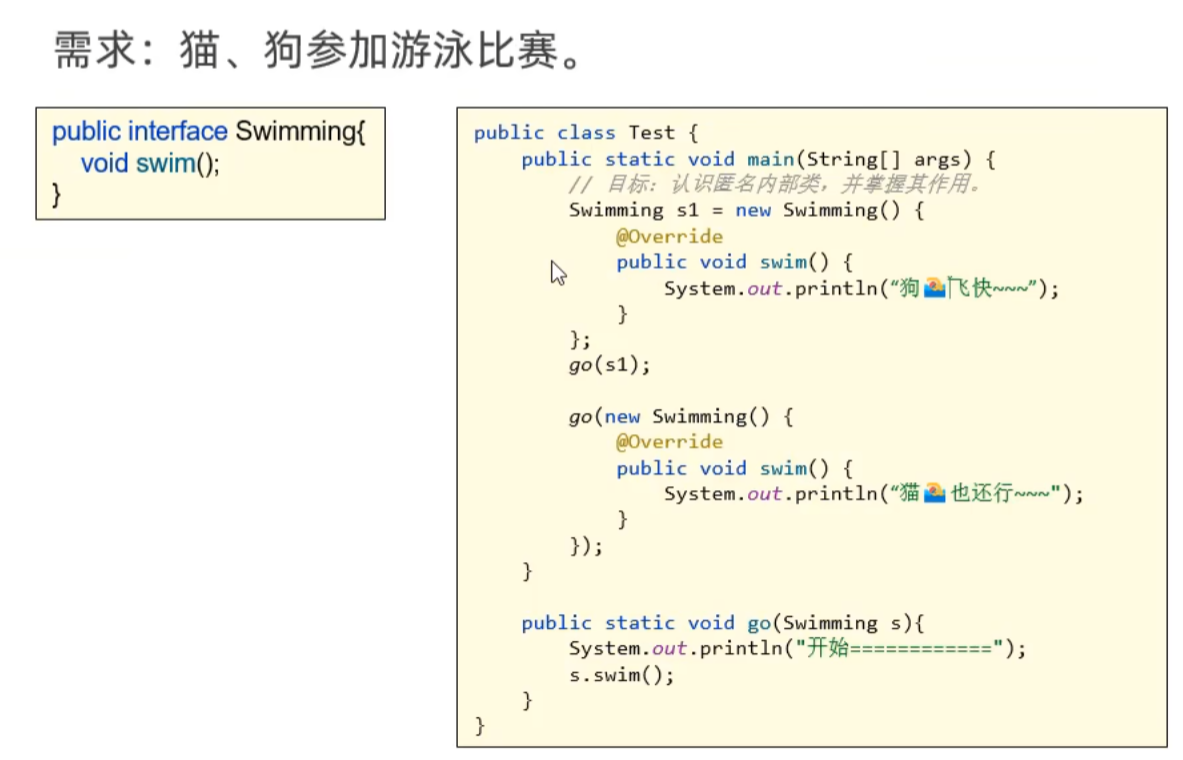 需求：猫、狗参加游泳比赛。
public interface Swimming{
    void swim();
}
public class Test {
    public static void main(String[] args) {
        // 目标：认识匿名内部类，并掌握其作用。
        Swimming s1 = new Swimming() {
            @Override
            public void swim() {
                System.out.println(“狗🏊飞快~~~”);
            }
        };
        go(s1);
        go(new Swimming() {
            @Override
            public void swim() {
                System.out.println(“猫🏊也还行~~~");
            }
        });
    }
    public static void go(Swimming s){
        System.out.println("开始============");
        s.swim();
    }
}